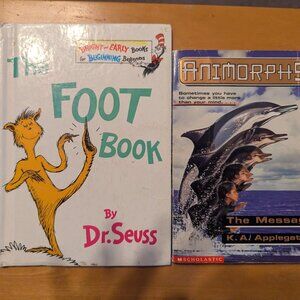 BRIGHT and EARLY Books
for BEGINNING Beginners
The
FOOT
BOOK
By
Dr. Seuss
ANIMORPHS
Sometimes you have
to change a little more
than your mind....
The Messa
K. A. Applegat
SCHOLASTIC